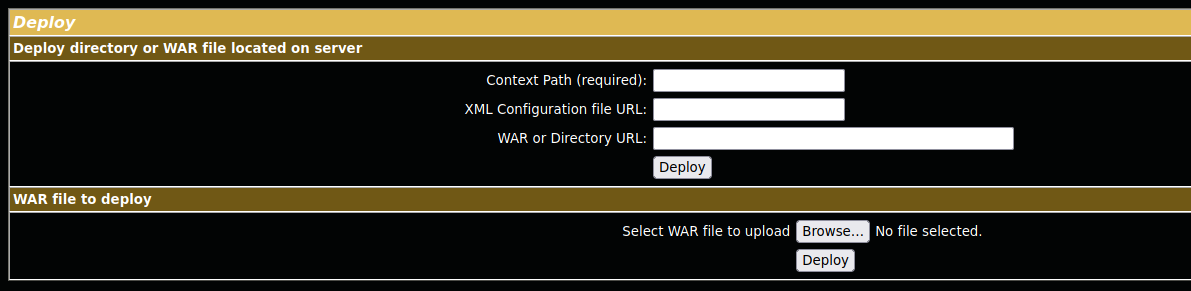 Deploy
Deploy directory or WAR file located on server
Context Path (required):
XML Configuration file URL:
WAR or Directory URL:
Deploy
WAR file to deploy
Select WAR file to upload Browse... No file selected.
Deploy